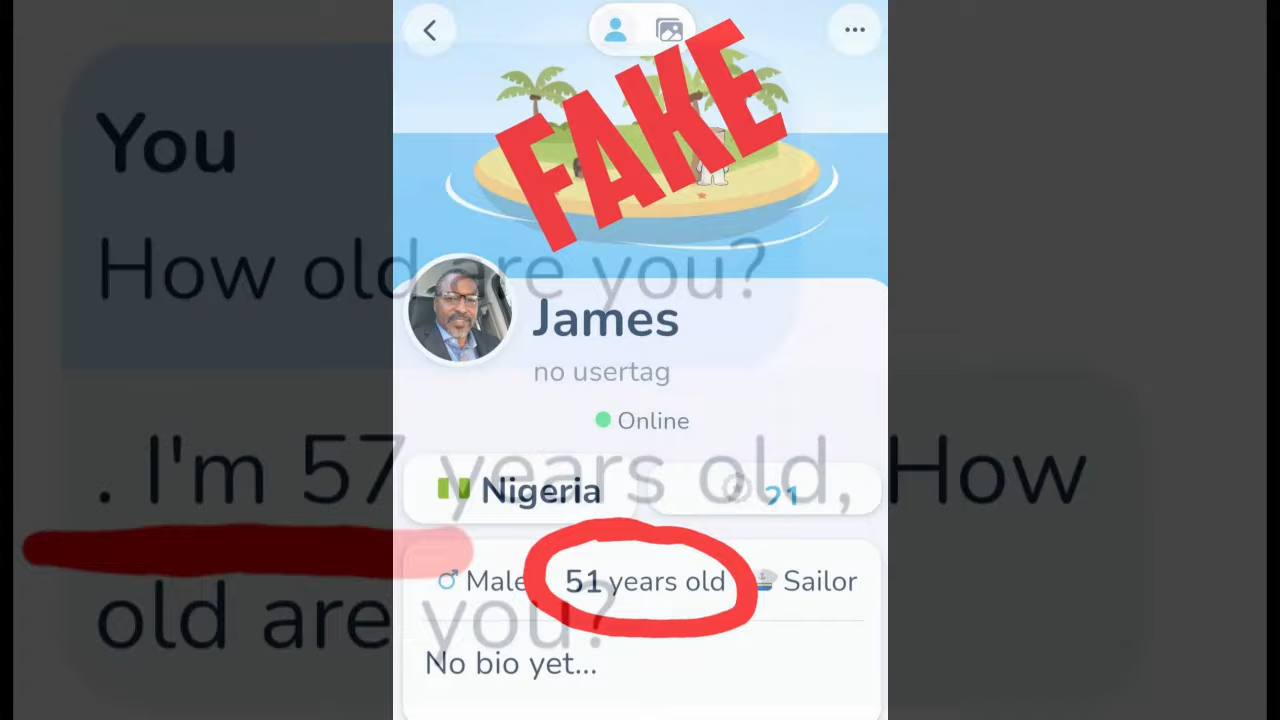 FAKE
You
How old are you?
James
no usertag
Online
. I'm 57 years old, How
old are you?
Nigeria
21
Male
51 years old
Sailor
No bio yet...